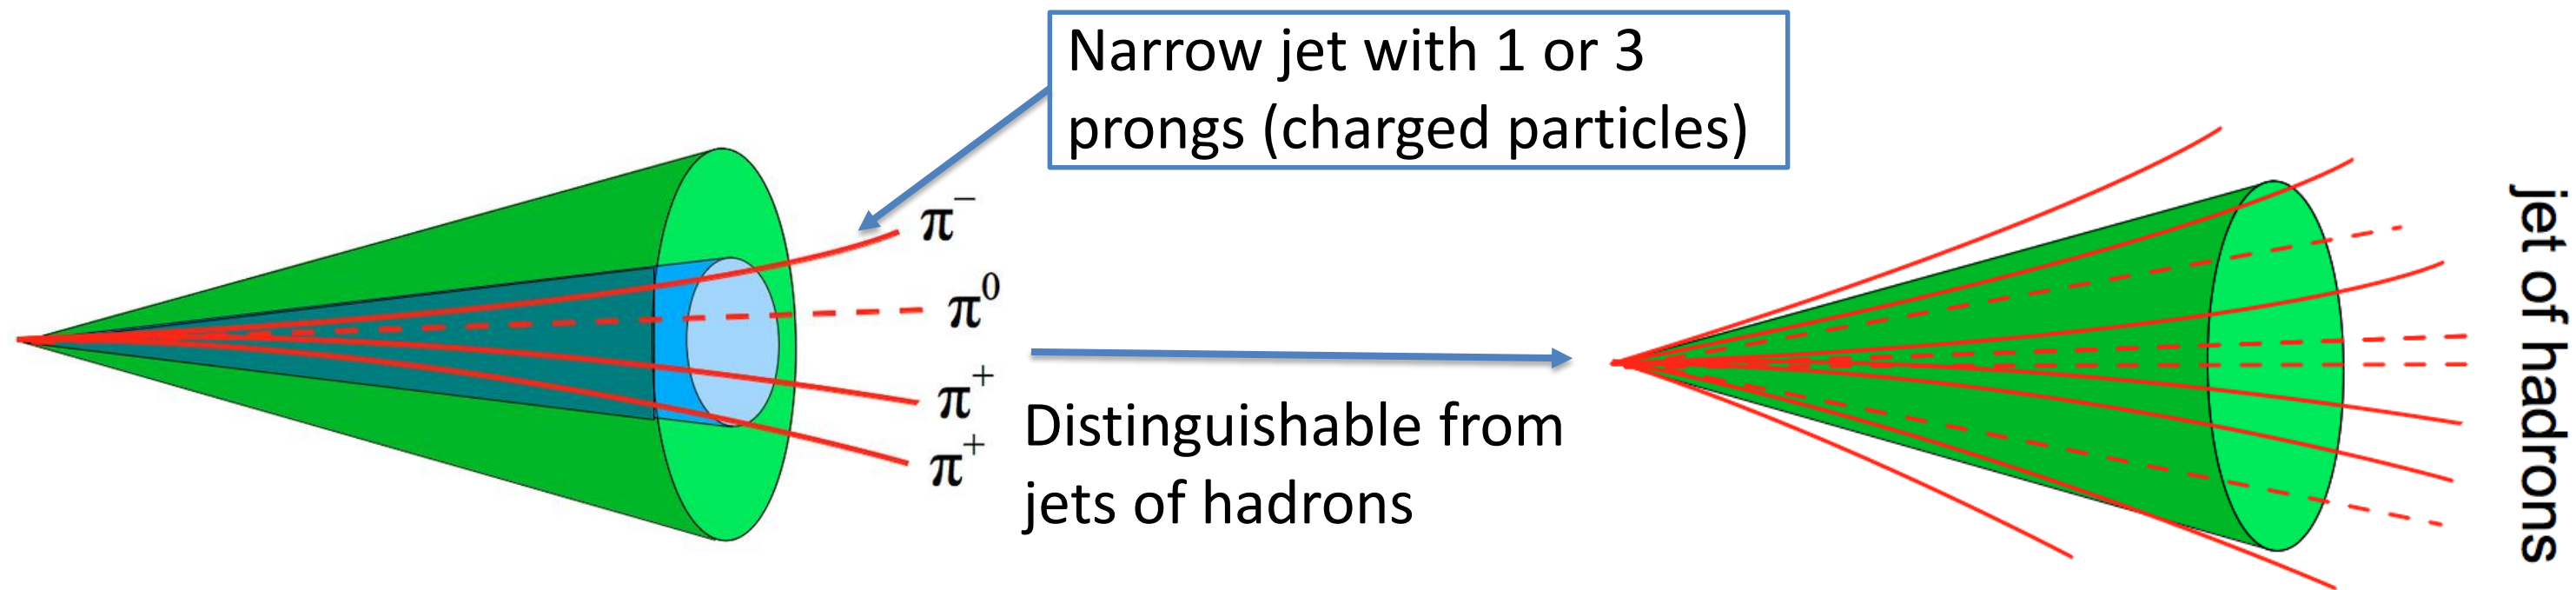 Narrow jet with 1 or 3
prongs (charged particles)
π⁻
π⁰
π⁺
π⁺
Distinguishable from
jets of hadrons
jet of hadrons